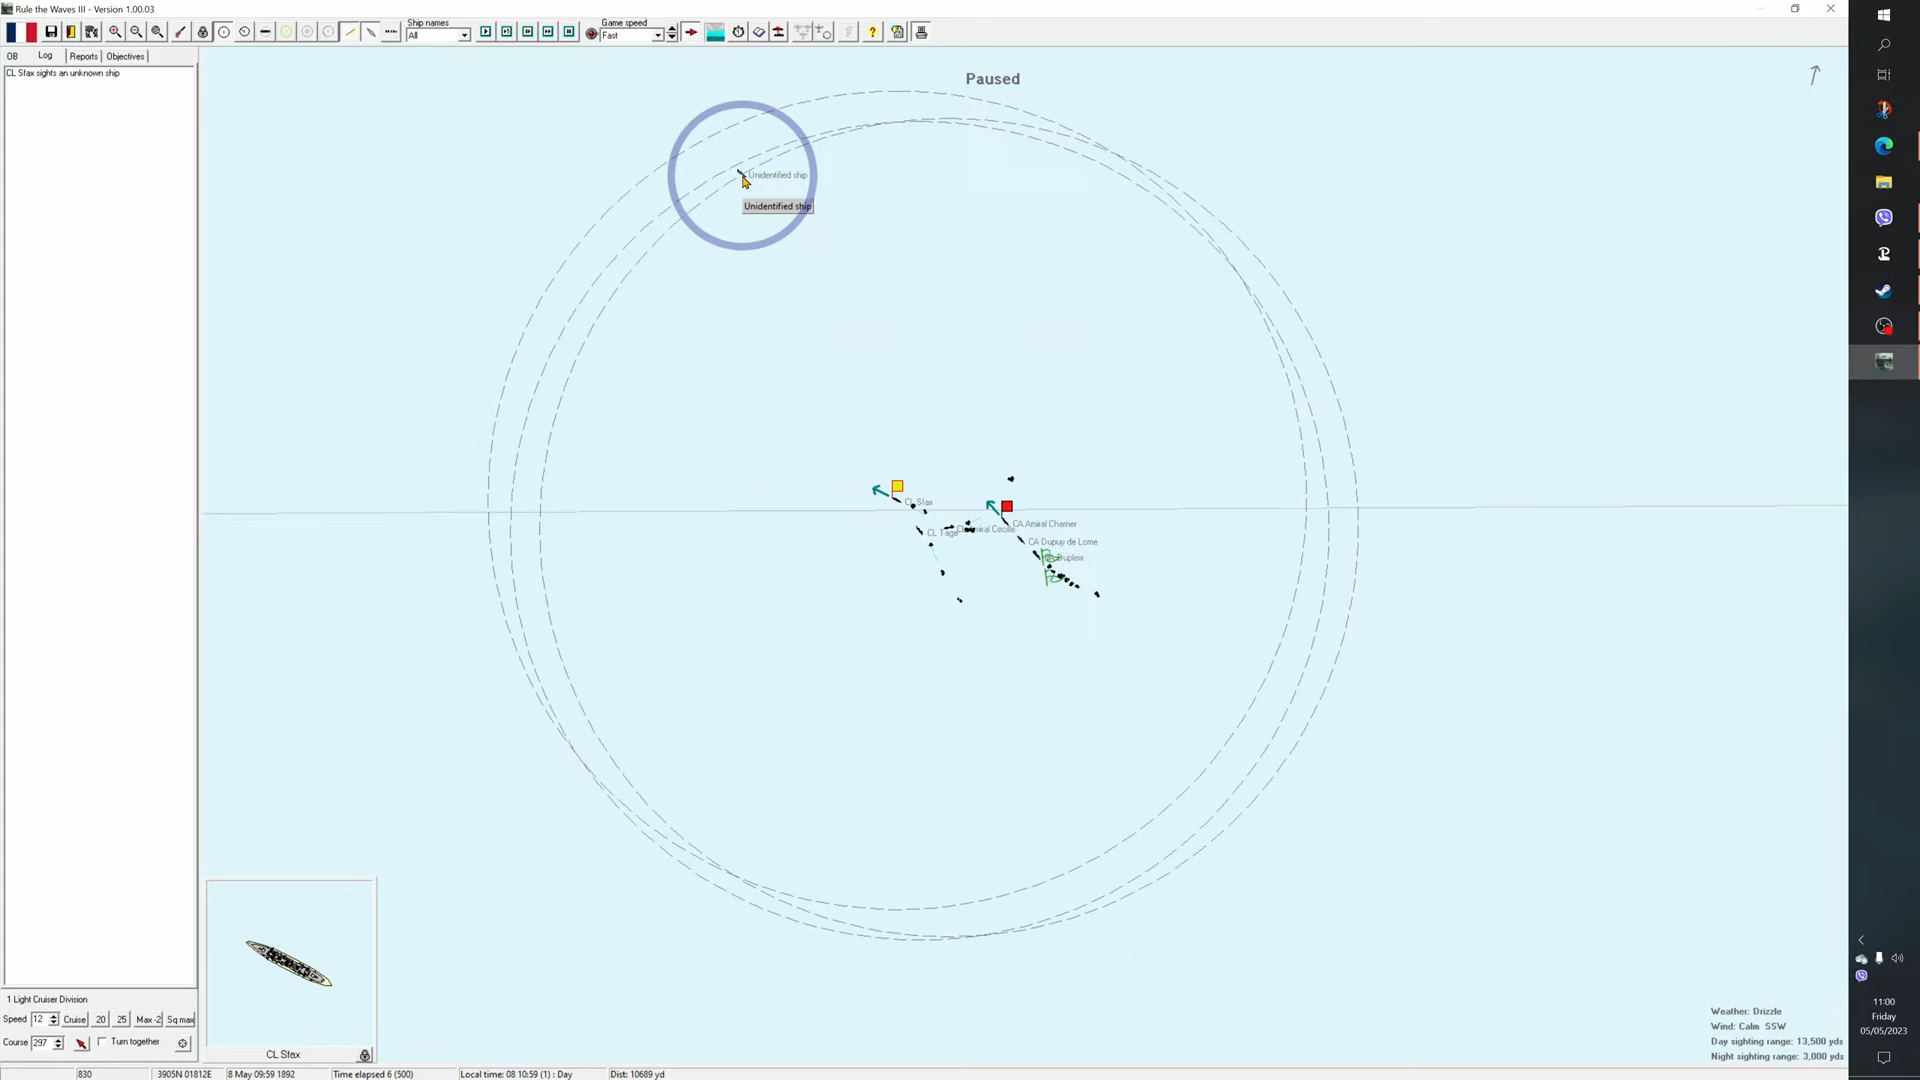 Rule the Waves III - Version 1.00.03
Ship names
All
Game speed
Fast
OB
Log
Reports
Objectives
CL Sfax sights an unknown ship
Paused
Unidentified ship
Unidentified ship
CL Sfax
CA Amiral Charner
CL Tage
Amiral Cecille
CA Dupuy de Lome
Dupleix
1 Light Cruiser Division
Speed 12 Cruise 20 25 Max -2 Sq max
Course 297 Turn together
CL Sfax
Weather: Drizzle
Wind: Calm SSW
Day sighting range: 13,500 yds
Night sighting range: 3,000 yds
830
3905N 01812E
8 May 09:59 1892
Time elapsed 6 (500)
Local time: 08 10:59 (1) : Day
Dist: 10689 yd
11:00
Friday
05/05/2023